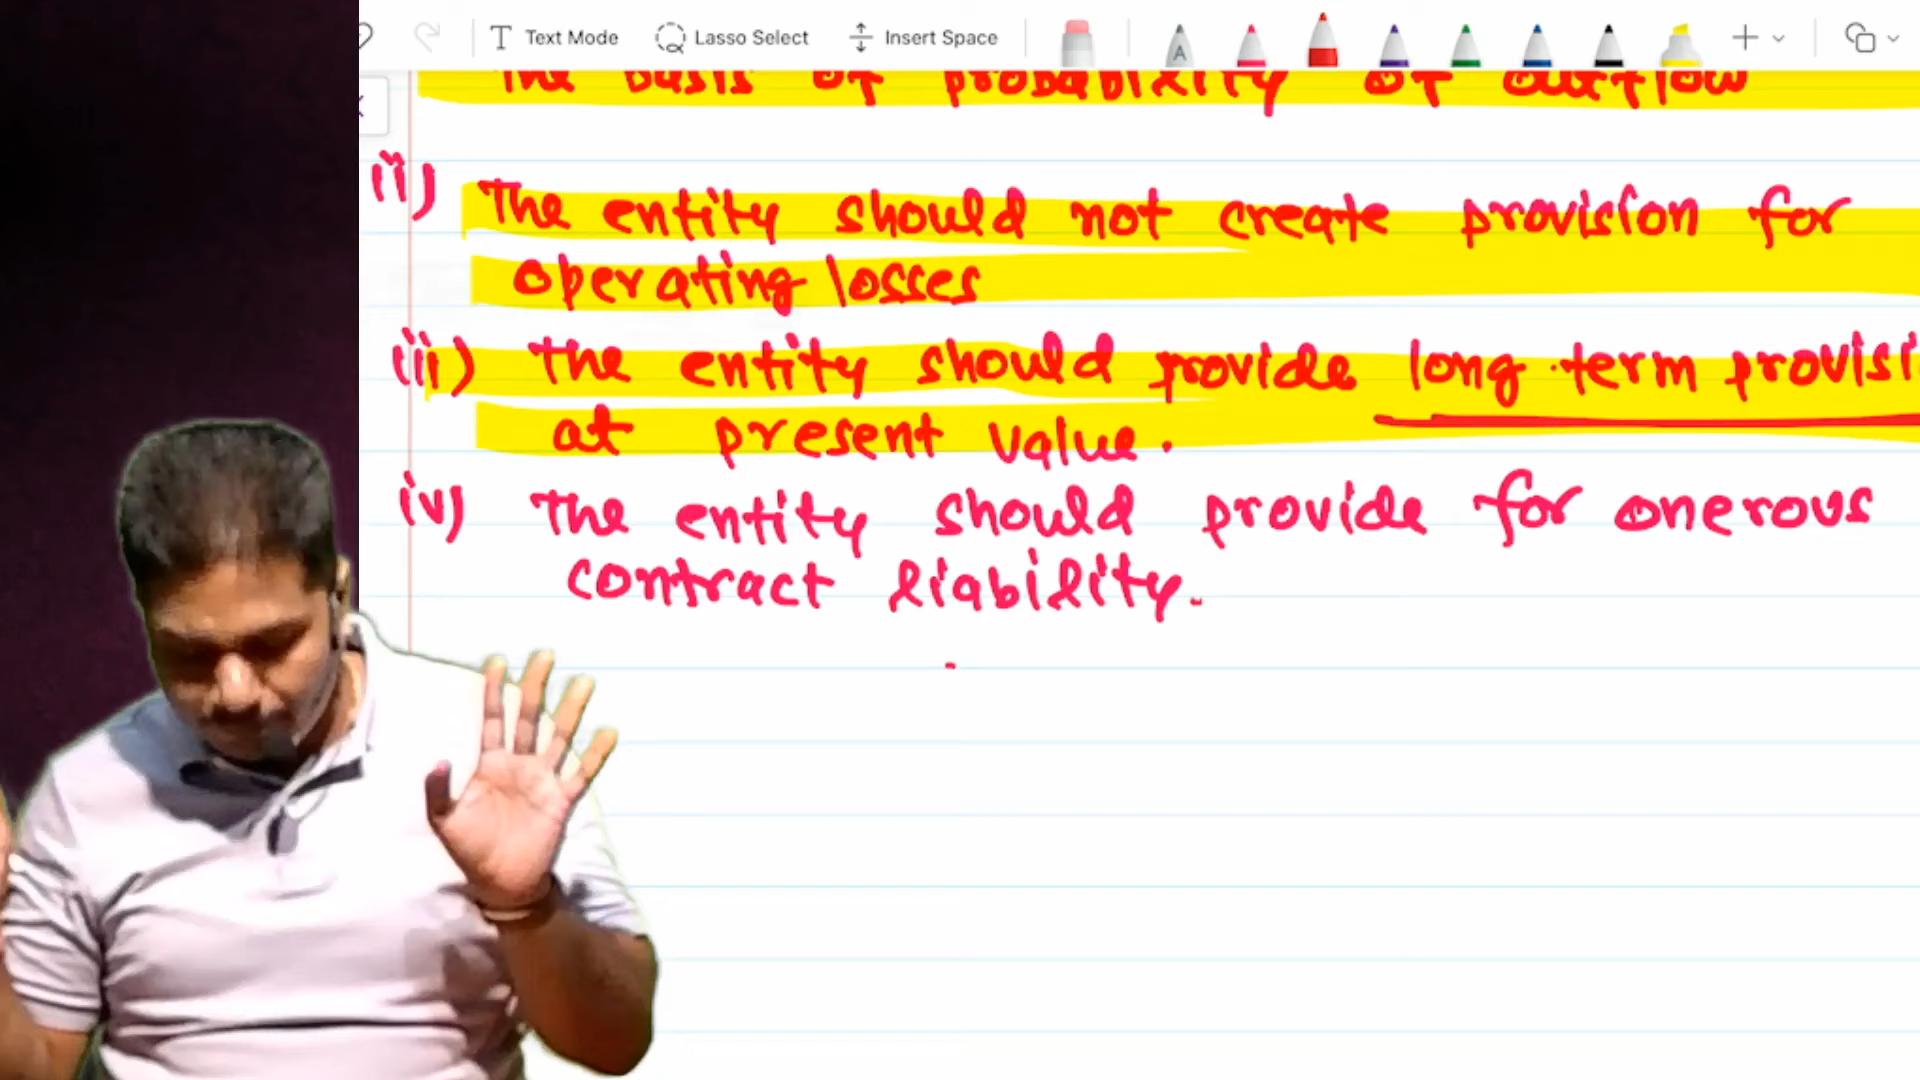 Text Mode Lasso Select Insert Space
A
The basis of probability of outflow
(ii) The entity should not create provision for
operating losses
(iii) The entity should provide long term provisi
at present value.
iv) The entity should provide for onerous
contract liability.